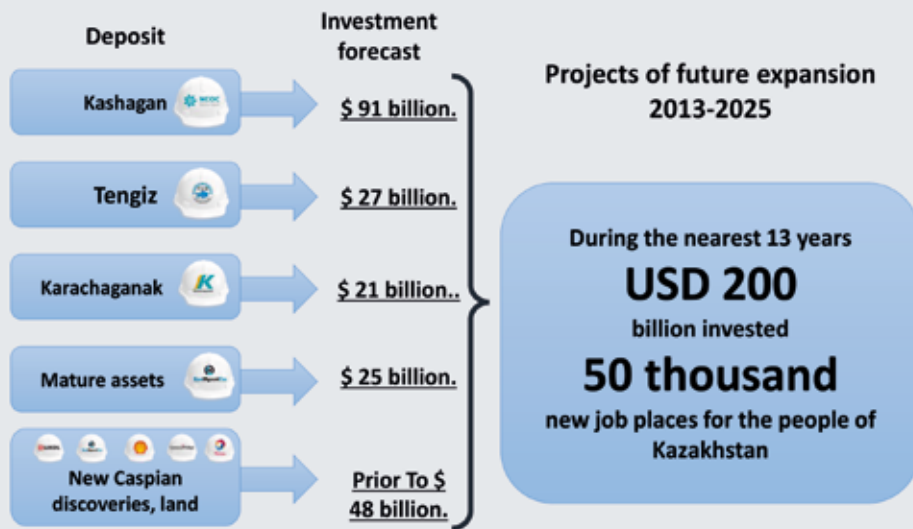 Deposit
Investment
forecast
Kashagan
NCOC
$ 91 billion.
Tengiz
$ 27 billion.
Karachaganak
K
$ 21 billion..
Mature assets
$ 25 billion.
New Caspian
discoveries, land
Prior To $
48 billion.
Projects of future expansion
2013-2025
During the nearest 13 years
USD 200
billion invested
50 thousand
new job places for the people of
Kazakhstan